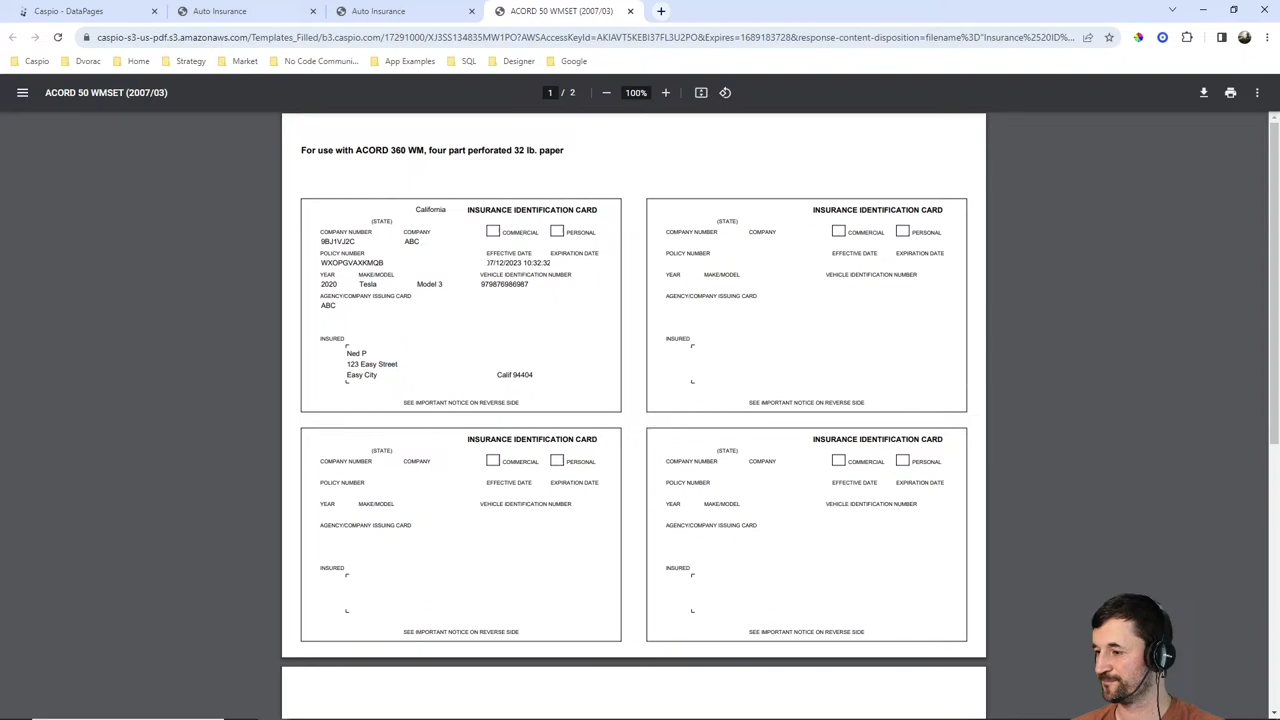 Caspio - DataPages
Auto Insurance
Auto Insurance
ACORD 50 WMSET (2007/03)
caspio-s3-us-pdf.s3.amazonaws.com/Templates_Filled/b3.caspio.com/17291000/XJ3SS134835MW1PO?AWSAccessKeyId=AKIAVT5KEBI37FL3U2PO&Expires=1689183728&response-content-disposition=filename%3D"Insurance%20ID%...
Caspio
Dvorac
Home
Strategy
Market
No Code Communi...
App Examples
SQL
Designer
Google
ACORD 50 WMSET (2007/03)
1 / 2
100%
For use with ACORD 360 WM, four part perforated 32 lb. paper
California INSURANCE IDENTIFICATION CARD
(STATE)
COMPANY NUMBER COMPANY COMMERCIAL PERSONAL
9BJ1VJ2C ABC
POLICY NUMBER EFFECTIVE DATE EXPIRATION DATE
WXOPGVAXKMQB 07/12/2023 10:32:32
YEAR MAKE/MODEL VEHICLE IDENTIFICATION NUMBER
2020 Tesla Model 3 979876986987
AGENCY/COMPANY ISSUING CARD
ABC
INSURED
Ned P
123 Easy Street
Easy City Calif 94404
SEE IMPORTANT NOTICE ON REVERSE SIDE
INSURANCE IDENTIFICATION CARD
(STATE)
COMPANY NUMBER COMPANY COMMERCIAL PERSONAL
POLICY NUMBER EFFECTIVE DATE EXPIRATION DATE
YEAR MAKE/MODEL VEHICLE IDENTIFICATION NUMBER
AGENCY/COMPANY ISSUING CARD
INSURED
SEE IMPORTANT NOTICE ON REVERSE SIDE
INSURANCE IDENTIFICATION CARD
(STATE)
COMPANY NUMBER COMPANY COMMERCIAL PERSONAL
POLICY NUMBER EFFECTIVE DATE EXPIRATION DATE
YEAR MAKE/MODEL VEHICLE IDENTIFICATION NUMBER
AGENCY/COMPANY ISSUING CARD
INSURED
SEE IMPORTANT NOTICE ON REVERSE SIDE
INSURANCE IDENTIFICATION CARD
(STATE)
COMPANY NUMBER COMPANY COMMERCIAL PERSONAL
POLICY NUMBER EFFECTIVE DATE EXPIRATION DATE
YEAR MAKE/MODEL VEHICLE IDENTIFICATION NUMBER
AGENCY/COMPANY ISSUING CARD
INSURED
SEE IMPORTANT NOTICE ON REVERSE SIDE